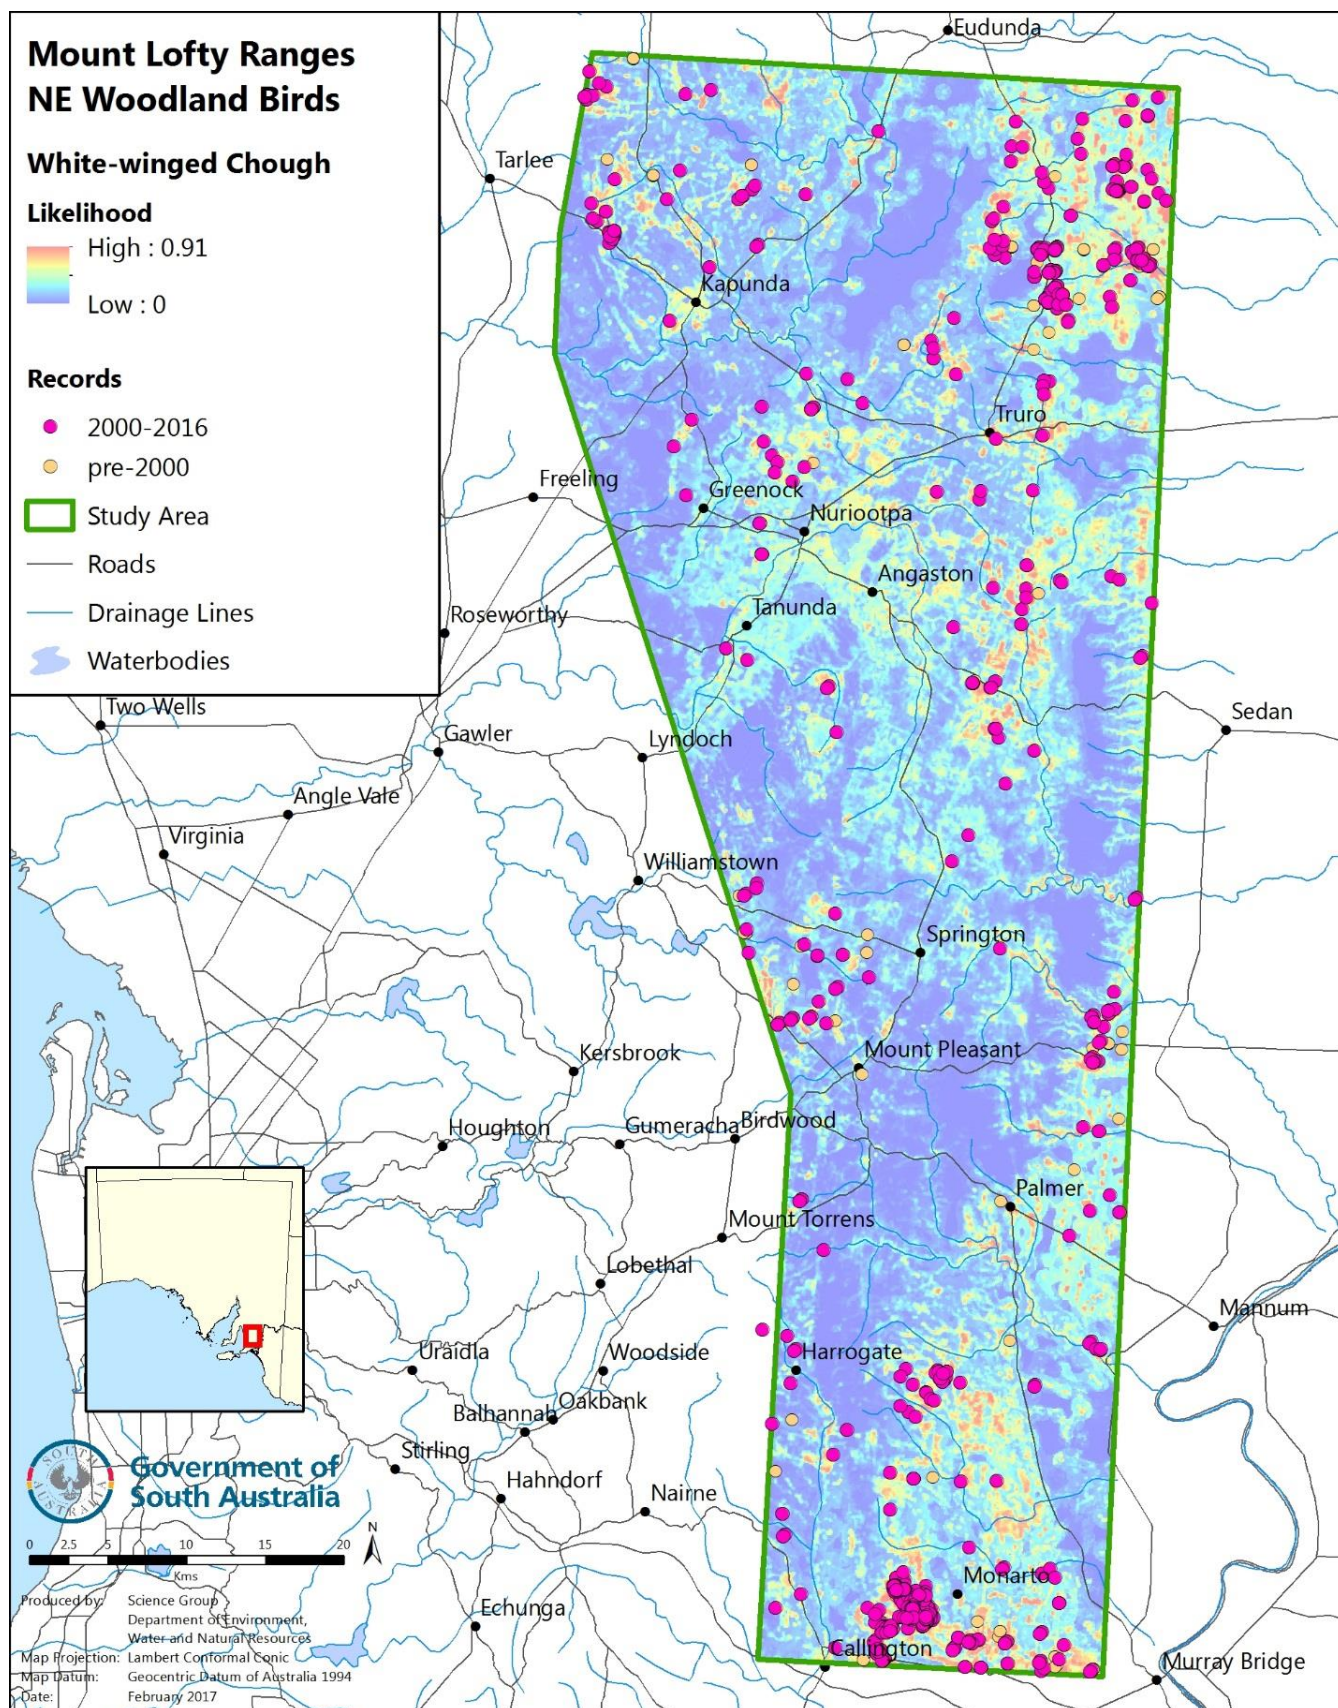 Mount Lofty Ranges
NE Woodland Birds
White-winged Chough
Likelihood
High : 0.91
Low : 0
Records
2000-2016
pre-2000
Study Area
Roads
Drainage Lines
Waterbodies
Eudunda
Tarlee
Kapunda
Truro
Freeling
Greenock
Nuriootpa
Angaston
Roseworthy
Tanunda
Two Wells
Sedan
Gawler
Lyndoch
Angle Vale
Virginia
Williamstown
Springton
Kersbrook
Mount Pleasant
Houghton
Gumeracha
Birdwood
Palmer
Mount Torrens
Lobethal
Mannum
Uraidla
Woodside
Harrogate
Balhannah
Oakbank
Stirling
Hahndorf
Nairne
Monarto
Echunga
Callington
Murray Bridge
SOUTH AUSTRALIA
Government of
South Australia
0 2.5 5 10 15 20
Kms
N
Produced by: Science Group
Department of Environment,
Water and Natural Resources
Map Projection: Lambert Conformal Conic
Map Datum: Geocentric Datum of Australia 1994
Date: February 2017